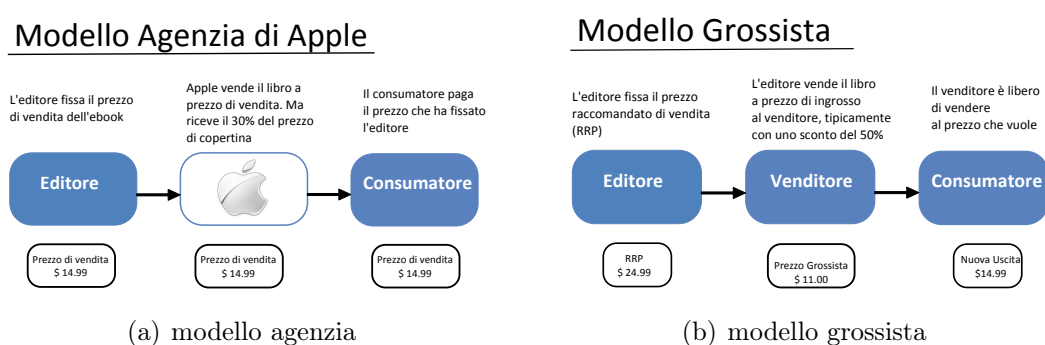 Modello Agenzia di Apple
L'editore fissa il prezzo
di vendita dell'ebook
Apple vende il libro a
prezzo di vendita. Ma
riceve il 30% del prezzo
di copertina
Il consumatore paga
il prezzo che ha fissato
l'editore
Editore
Consumatore
Prezzo di vendita
$ 14.99
Prezzo di vendita
$ 14.99
Prezzo di vendita
$ 14.99
(a) modello agenzia
Modello Grossista
L'editore fissa il prezzo
raccomandato di vendita
(RRP)
L'editore vende il libro
a prezzo di ingrosso
al venditore, tipicamente
con uno sconto del 50%
Il venditore è libero
di vendere
al prezzo che vuole
Editore
Venditore
Consumatore
RRP
$ 24.99
Prezzo Grossista
$ 11.00
Nuova Uscita
$14.99
(b) modello grossista